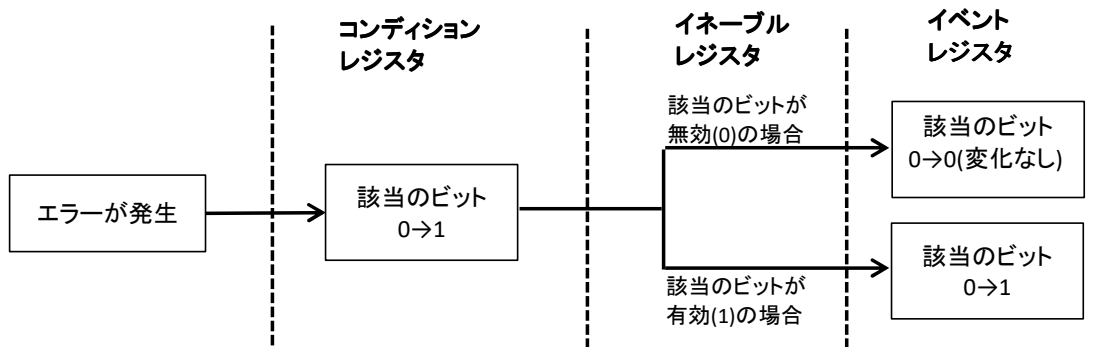 コンディション
レジスタ
イネーブル
レジスタ
イベント
レジスタ
エラーが発生
該当のビット
0→1
該当のビットが
無効(0)の場合
該当のビット
0→0(変化なし)
該当のビットが
有効(1)の場合
該当のビット
0→1